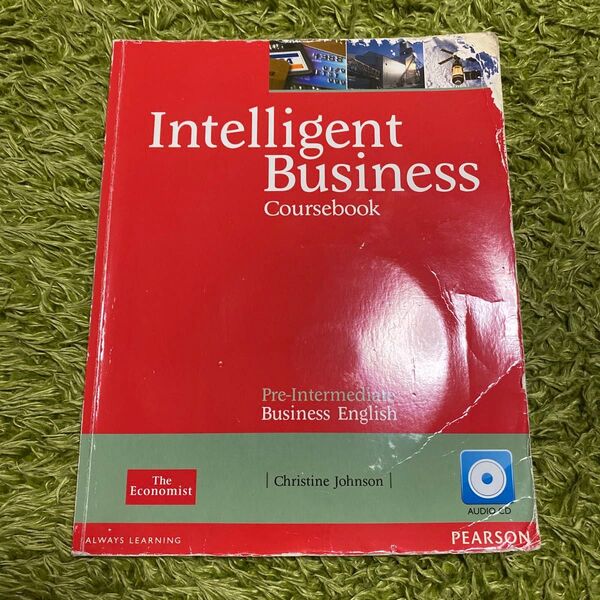 Intelligent
Business
Coursebook
Pre-Intermediate
Business English
The
Economist
| Christine Johnson |
AUDIO CD
ALWAYS LEARNING
PEARSON